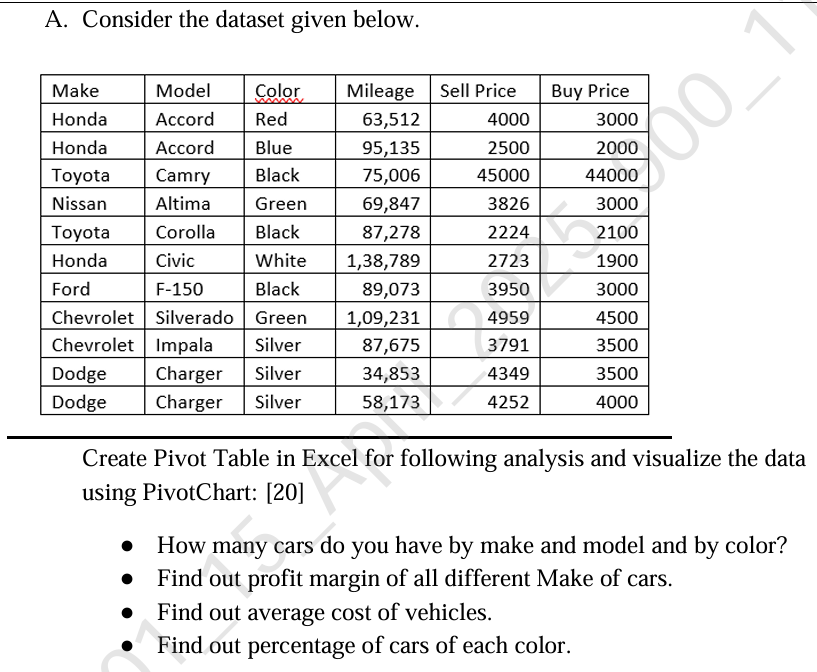 A. Consider the dataset given below.
Make Model Color Mileage Sell Price Buy Price
Honda Accord Red 63,512 4000 3000
Honda Accord Blue 95,135 2500 2000
Toyota Camry Black 75,006 45000 44000
Nissan Altima Green 69,847 3826 3000
Toyota Corolla Black 87,278 2224 2100
Honda Civic White 1,38,789 2723 1900
Ford F-150 Black 89,073 3950 3000
Chevrolet Silverado Green 1,09,231 4959 4500
Chevrolet Impala Silver 87,675 3791 3500
Dodge Charger Silver 34,853 4349 3500
Dodge Charger Silver 58,173 4252 4000
Create Pivot Table in Excel for following analysis and visualize the data
using PivotChart: [20]
● How many cars do you have by make and model and by color?
● Find out profit margin of all different Make of cars.
● Find out average cost of vehicles.
● Find out percentage of cars of each color.
01_15_April_2025_900_1